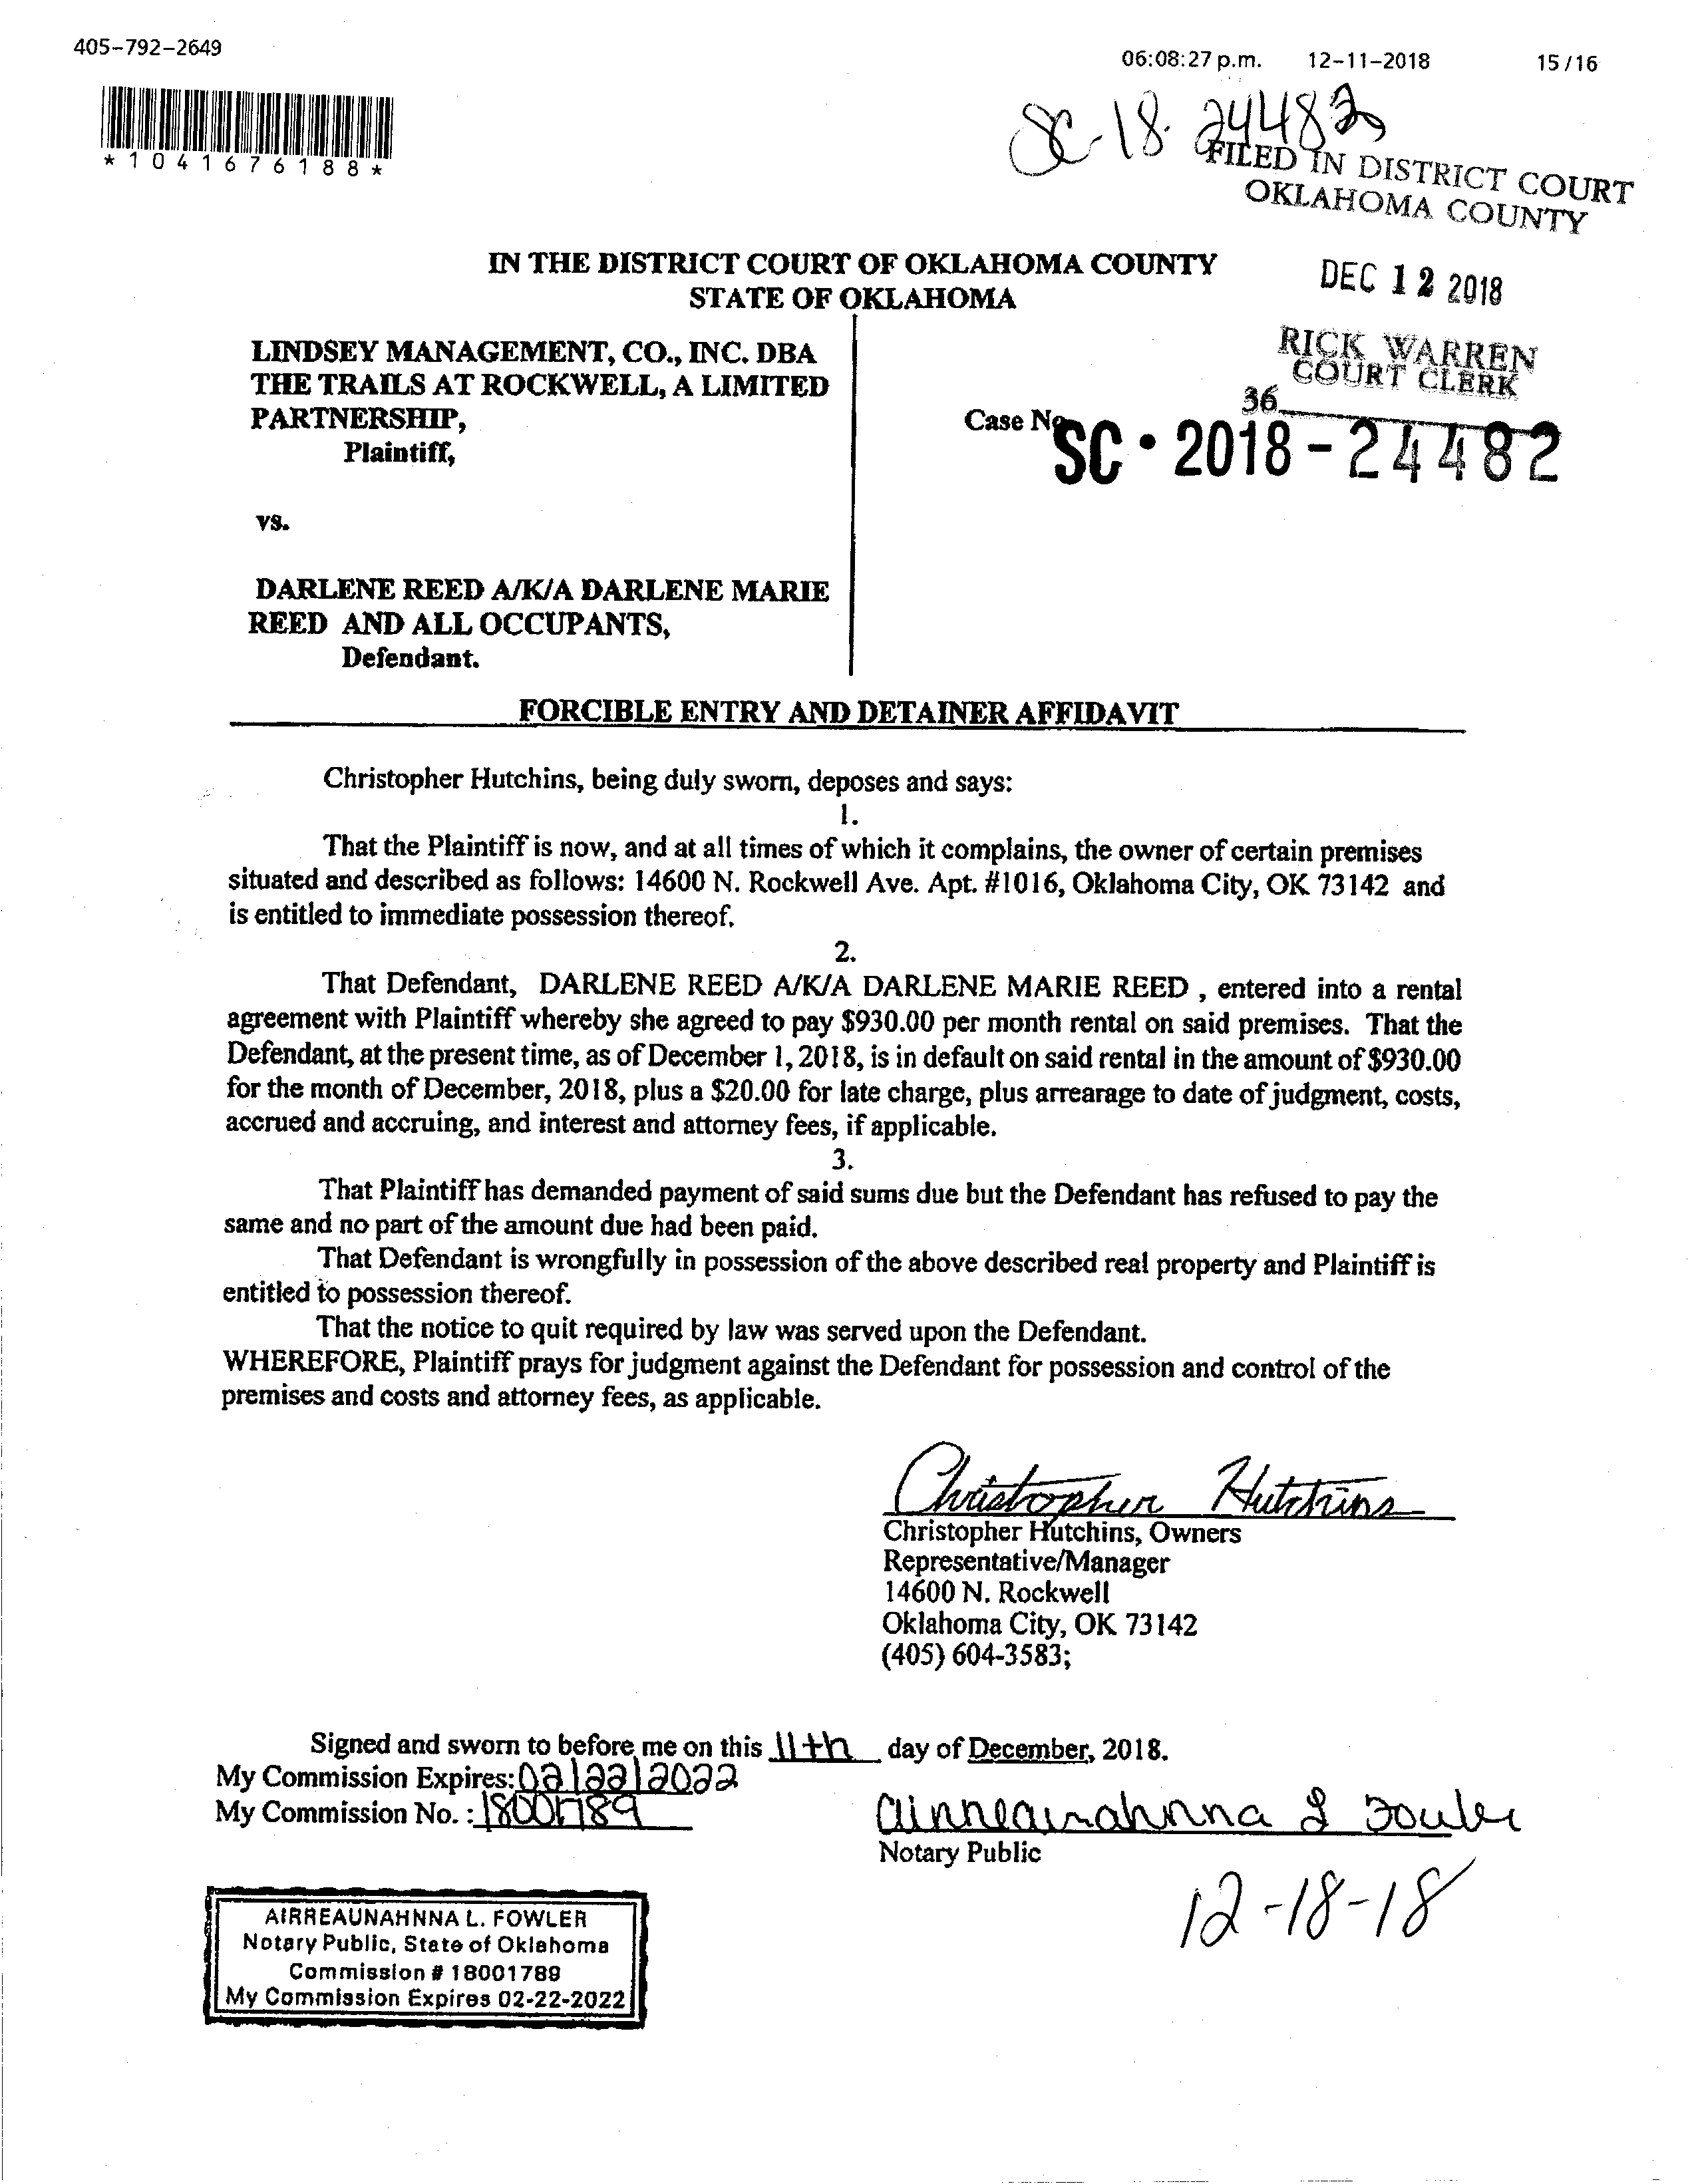 405-792-2649
06:08:27 p.m. 12-11-2018 15/16
*1041676188*
SC-18-24482
FILED IN DISTRICT COURT
OKLAHOMA COUNTY
DEC 12 2018
RICK WARREN
COURT CLERK
36
IN THE DISTRICT COURT OF OKLAHOMA COUNTY
STATE OF OKLAHOMA
LINDSEY MANAGEMENT, CO., INC. DBA
THE TRAILS AT ROCKWELL, A LIMITED
PARTNERSHIP,
Plaintiff,
Case No. SC-2018-24482
vs.
DARLENE REED A/K/A DARLENE MARIE
REED AND ALL OCCUPANTS,
Defendant.
FORCIBLE ENTRY AND DETAINER AFFIDAVIT
Christopher Hutchins, being duly sworn, deposes and says:
1.
That the Plaintiff is now, and at all times of which it complains, the owner of certain premises
situated and described as follows: 14600 N. Rockwell Ave. Apt. #1016, Oklahoma City, OK 73142 and
is entitled to immediate possession thereof.
2.
That Defendant, DARLENE REED A/K/A DARLENE MARIE REED , entered into a rental
agreement with Plaintiff whereby she agreed to pay $930.00 per month rental on said premises. That the
Defendant, at the present time, as of December 1, 2018, is in default on said rental in the amount of $930.00
for the month of December, 2018, plus a $20.00 for late charge, plus arrearage to date of judgment, costs,
accrued and accruing, and interest and attorney fees, if applicable.
3.
That Plaintiff has demanded payment of said sums due but the Defendant has refused to pay the
same and no part of the amount due had been paid.
That Defendant is wrongfully in possession of the above described real property and Plaintiff is
entitled to possession thereof.
That the notice to quit required by law was served upon the Defendant.
WHEREFORE, Plaintiff prays for judgment against the Defendant for possession and control of the
premises and costs and attorney fees, as applicable.
Christopher Hutchins
Christopher Hutchins, Owners
Representative/Manager
14600 N. Rockwell
Oklahoma City, OK 73142
(405) 604-3583;
Signed and sworn to before me on this 11th day of December, 2018.
My Commission Expires: 02/22/2022
My Commission No. : 18001789
Airreaunahnna L Fowler
Notary Public
12-18-18
AIRREAUNAHNNA L. FOWLER
Notary Public, State of Oklahoma
Commission # 18001789
My Commission Expires 02-22-2022